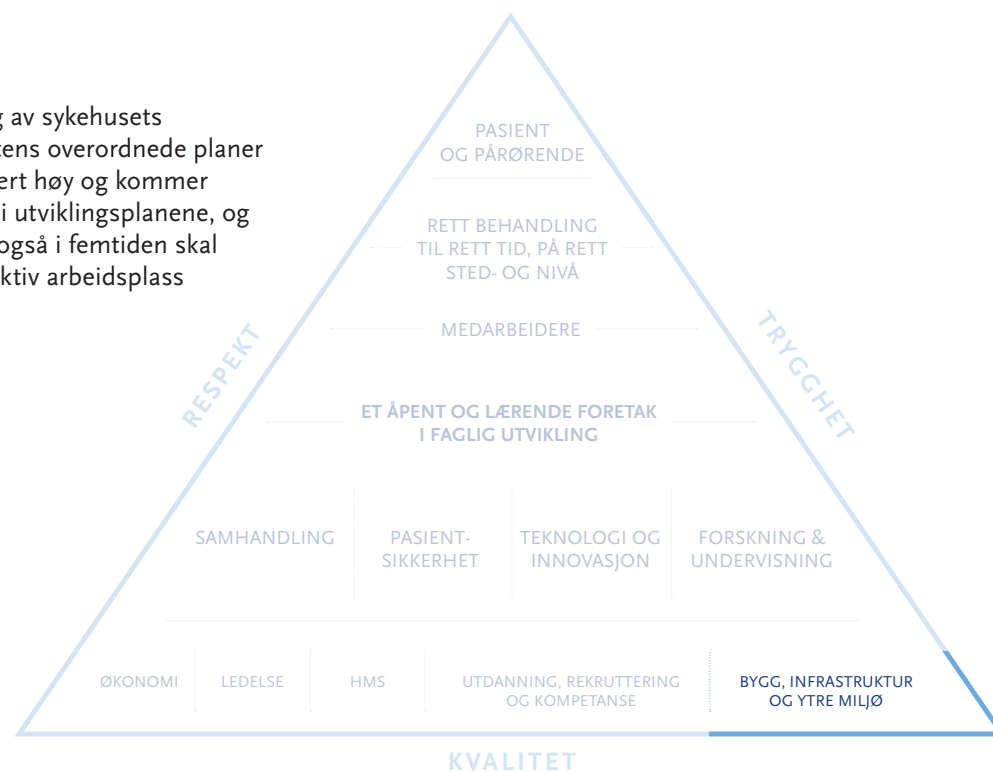 av sykehusets
tens overordnede planer
ert høy og kommer
i utviklingsplanene, og
også i femtiden skal
ktiv arbeidsplass
PASIENT
OG PÅRØRENDE
RETT BEHANDLING
TIL RETT TID, PÅ RETT
STED- OG NIVÅ
MEDARBEIDERE
RESPEKT
TRYGGHET
ET ÅPENT OG LÆRENDE FORETAK
I FAGLIG UTVIKLING
SAMHANDLING
PASIENT-
SIKKERHET
TEKNOLOGI OG
INNOVASJON
FORSKNING &
UNDERVISNING
ØKONOMI
LEDELSE
HMS
UTDANNING, REKRUTTERING
OG KOMPETANSE
BYGG, INFRASTRUKTUR
OG YTRE MILJØ
KVALITET